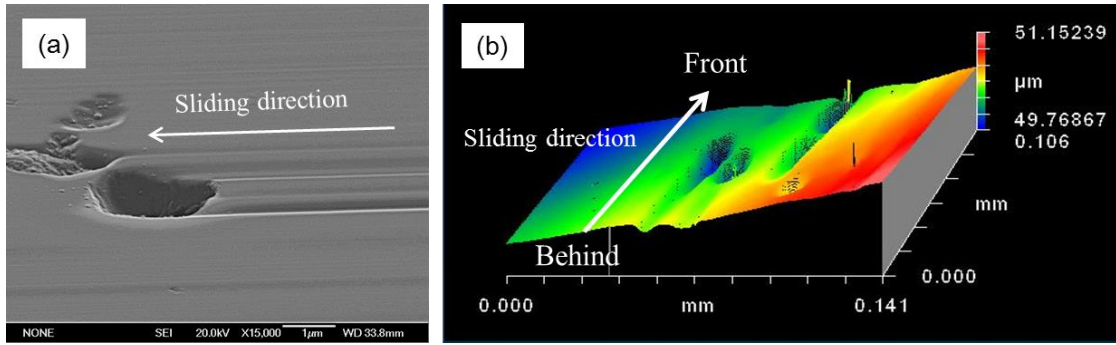 (a)
Sliding direction
NONE SEI 20.0kV X15,000 1μm WD 33.8mm
(b)
51.15239
Front
μm
Sliding direction
49.76867
0.106
mm
Behind
0.000
0.000 mm 0.141